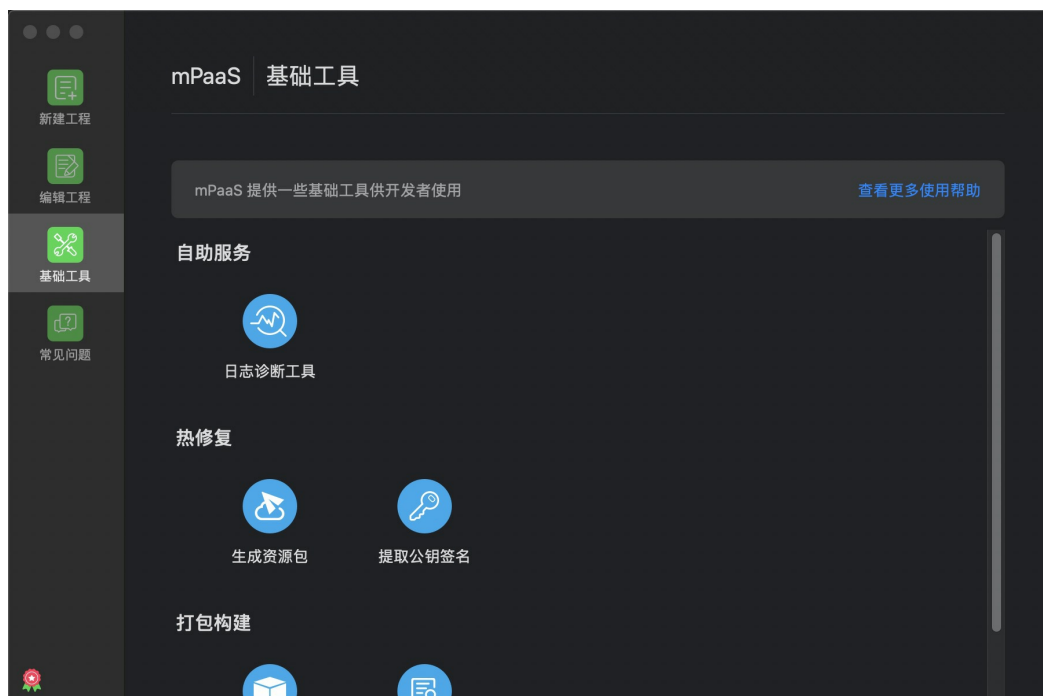 mPaaS 基础工具
新建工程
编辑工程
基础工具
常见问题
mPaaS 提供一些基础工具供开发者使用 查看更多使用帮助
自助服务
日志诊断工具
热修复
生成资源包 提取公钥签名
打包构建